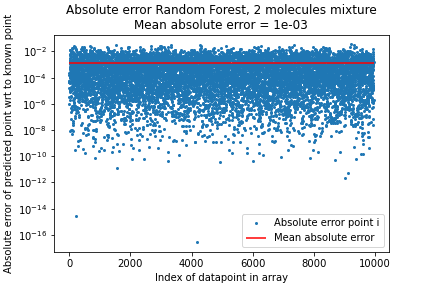 Absolute error Random Forest, 2 molecules mixture
Mean absolute error = 1e-03
Absolute error of predicted point wrt to known point
10⁻²
10⁻⁴
10⁻⁶
10⁻⁸
10⁻¹⁰
10⁻¹²
10⁻¹⁴
10⁻¹⁶
Absolute error point i
Mean absolute error
0 2000 4000 6000 8000 10000
Index of datapoint in array